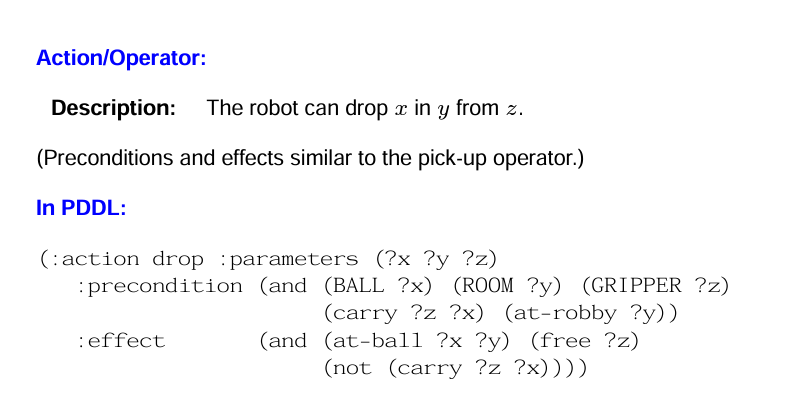 Action/Operator:
Description: The robot can drop x in y from z.
(Preconditions and effects similar to the pick-up operator.)
In PDDL:
(:action drop :parameters (?x ?y ?z)
:precondition (and (BALL ?x) (ROOM ?y) (GRIPPER ?z)
(carry ?z ?x) (at-robby ?y))
:effect (and (at-ball ?x ?y) (free ?z)
(not (carry ?z ?x))))